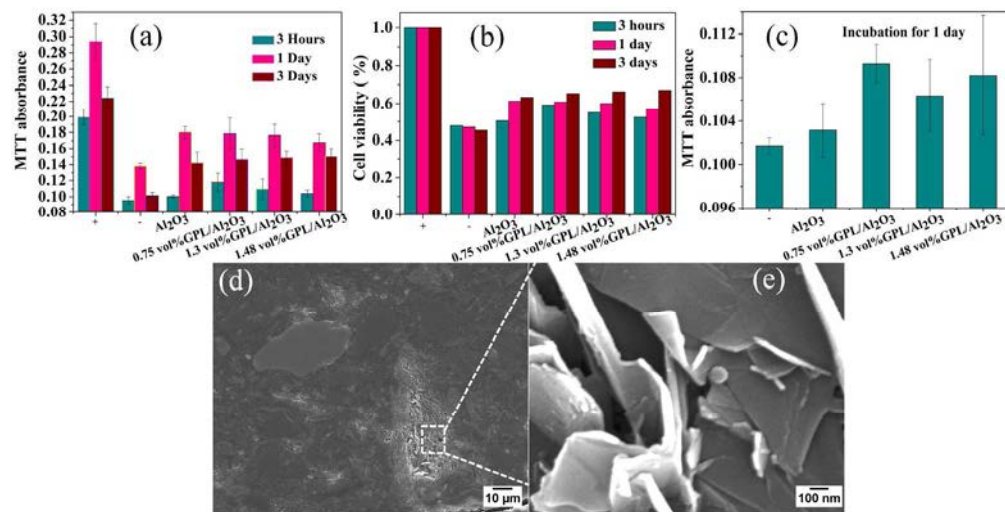 (a)
MTT absorbance
0.32
0.30
0.28
0.26
0.24
0.22
0.20
0.18
0.16
0.14
0.12
0.10
0.08
3 Hours
1 Day
3 Days
+
-
Al2O3
0.75 vol%GPL/Al2O3
1.3 vol%GPL/Al2O3
1.48 vol%GPL/Al2O3
(b)
Cell viability ( %)
1.0
0.8
0.6
0.4
0.2
0.0
3 hours
1 day
3 days
+
-
Al2O3
0.75 vol%GPL/Al2O3
1.3 vol%GPL/Al2O3
1.48 vol%GPL/Al2O3
(c)
Incubation for 1 day
MTT absorbance
0.112
0.108
0.104
0.100
0.096
-
Al2O3
0.75 vol%GPL/Al2O3
1.3 vol%GPL/Al2O3
1.48 vol%GPL/Al2O3
(d)
10 µm
(e)
100 nm